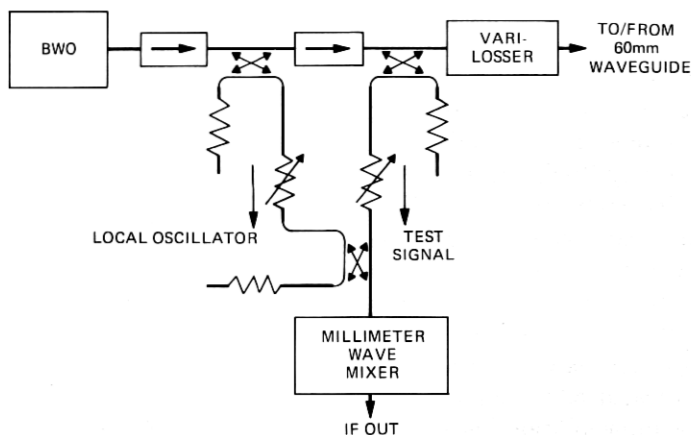 BWO
VARI-
LOSSER
TO/FROM
60mm
WAVEGUIDE
LOCAL OSCILLATOR
TEST
SIGNAL
MILLIMETER
WAVE
MIXER
IF OUT